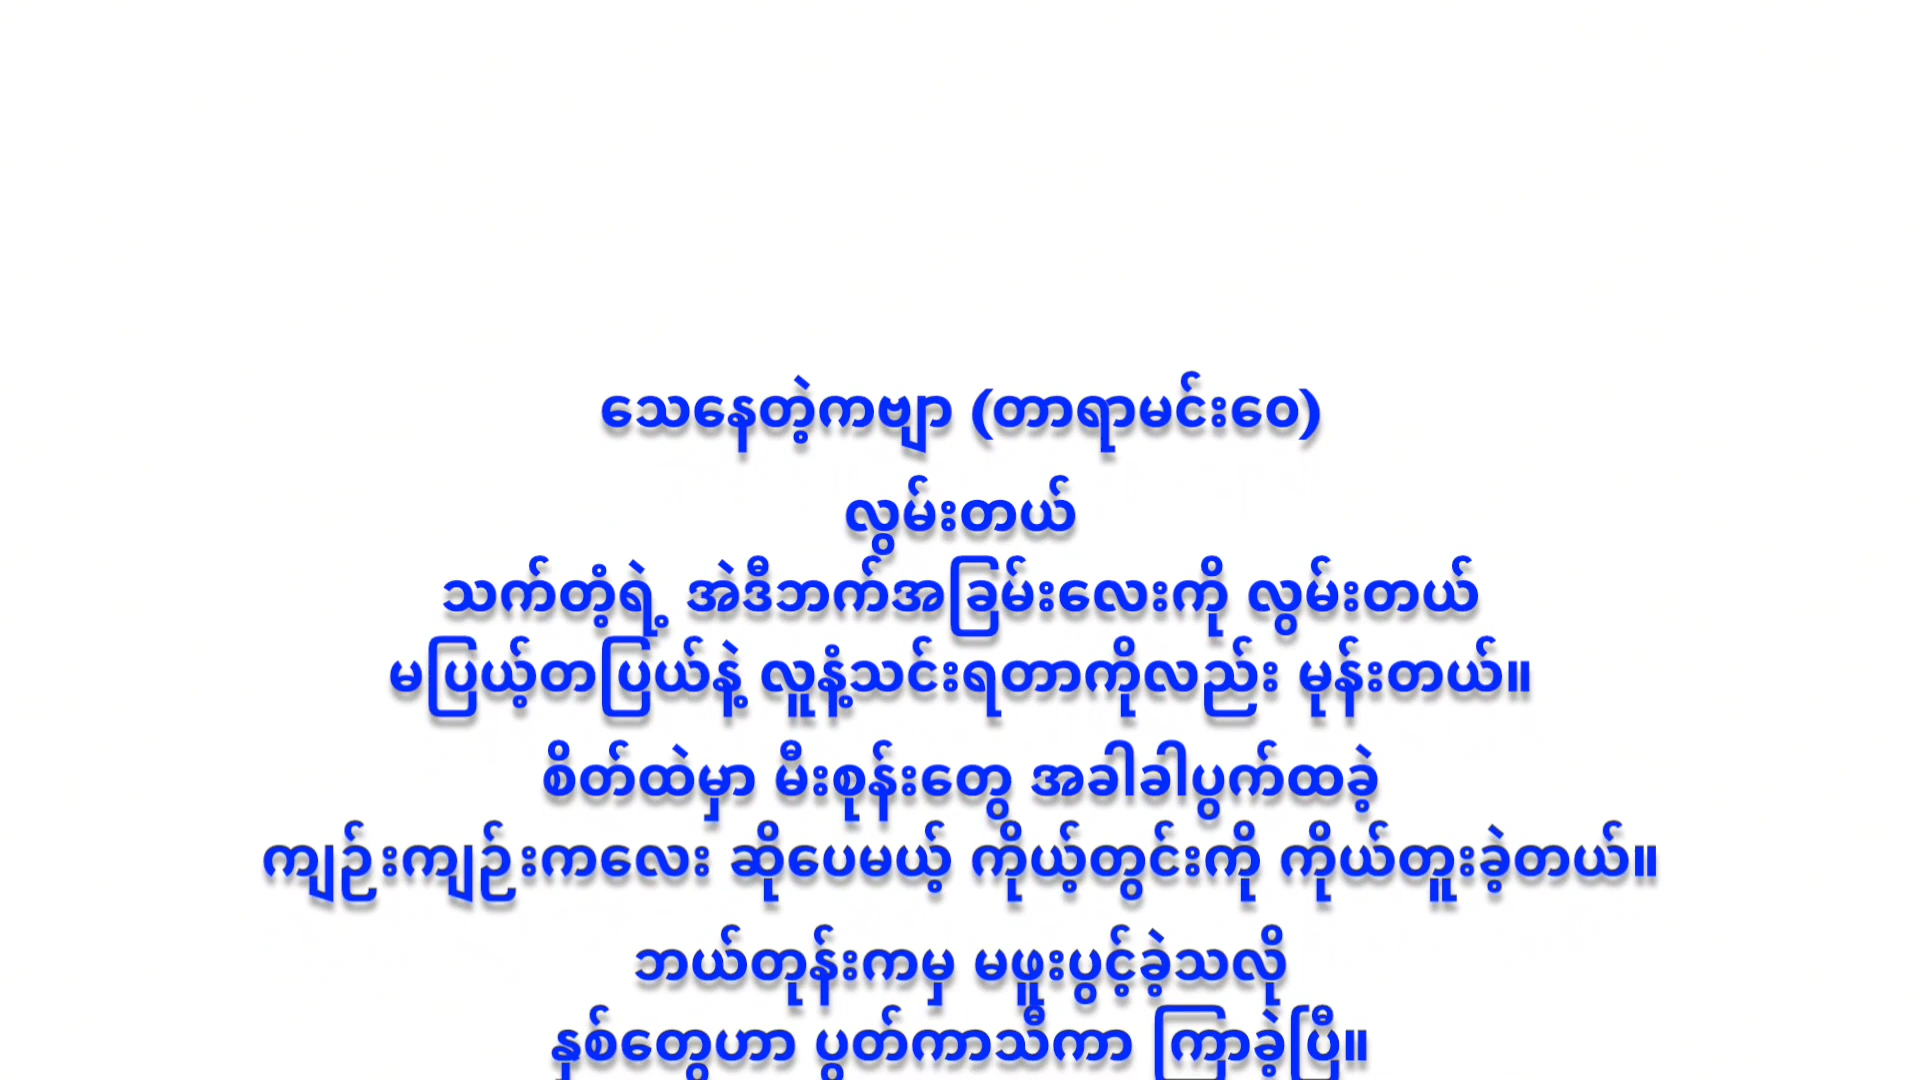 သေနေတဲ့ကဗျာ (တာရာမင်းဝေ)
လွမ်းတယ်
သက်တံ့ရဲ့ အဲဒီဘက်အခြမ်းလေးကို လွမ်းတယ်
မပြယ့်တပြယ်နဲ့ လူနံ့သင်းရတာကိုလည်း မုန်းတယ်။
စိတ်ထဲမှာ မီးစုန်းတွေ အခါခါပွက်ထခဲ့
ကျဉ်းကျဉ်းကလေး ဆိုပေမယ့် ကိုယ့်တွင်းကို ကိုယ်တူးခဲ့တယ်။
ဘယ်တုန်းကမှ မဖူးပွင့်ခဲ့သလို
နှစ်တွေဟာ ပွတ်ကာသီကာ ကြာခဲ့ပြီ။